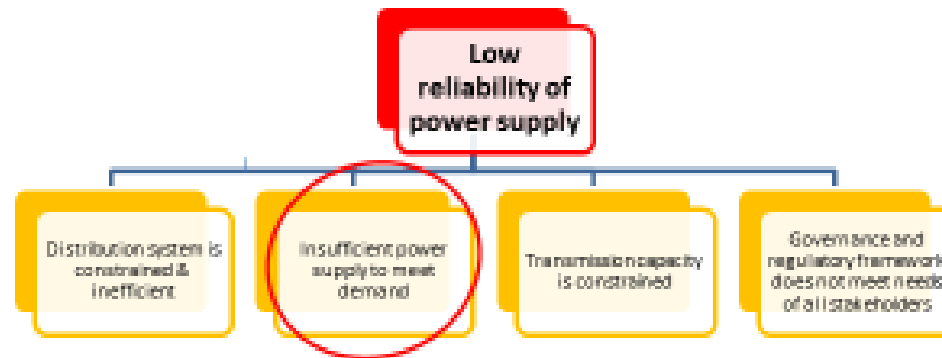 Low
reliability of
power supply
Distribution system is
constrained &
inefficient
Insufficient power
supply to meet
demand
Transmission capacity
is constrained
Governance and
regulatory framework
does not meet needs
of all stakeholders